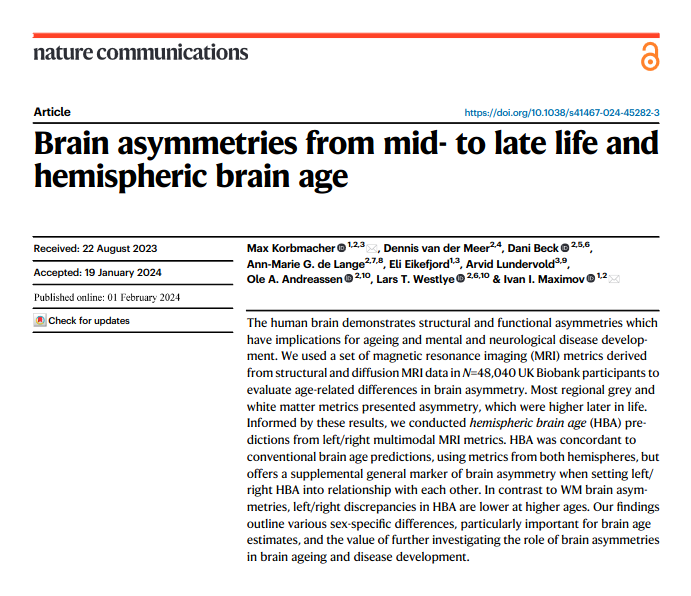 nature communications
Article
https://doi.org/10.1038/s41467-024-45282-3
Brain asymmetries from mid- to late life and
hemispheric brain age
Received: 22 August 2023
Accepted: 19 January 2024
Published online: 01 February 2024
Check for updates
Max Korbmacher 1,2,3, Dennis van der Meer2,4, Dani Beck 2,5,6,
Ann-Marie G. de Lange2,7,8, Eli Eikefjord1,3, Arvid Lundervold3,9,
Ole A. Andreassen 2,10, Lars T. Westlye 2,6,10 & Ivan I. Maximov 1,2
The human brain demonstrates structural and functional asymmetries which
have implications for ageing and mental and neurological disease develop-
ment. We used a set of magnetic resonance imaging (MRI) metrics derived
from structural and diffusion MRI data in N=48,040 UK Biobank participants to
evaluate age-related differences in brain asymmetry. Most regional grey and
white matter metrics presented asymmetry, which were higher later in life.
Informed by these results, we conducted hemispheric brain age (HBA) pre-
dictions from left/right multimodal MRI metrics. HBA was concordant to
conventional brain age predictions, using metrics from both hemispheres, but
offers a supplemental general marker of brain asymmetry when setting left/
right HBA into relationship with each other. In contrast to WM brain asym-
metries, left/right discrepancies in HBA are lower at higher ages. Our findings
outline various sex-specific differences, particularly important for brain age
estimates, and the value of further investigating the role of brain asymmetries
in brain ageing and disease development.